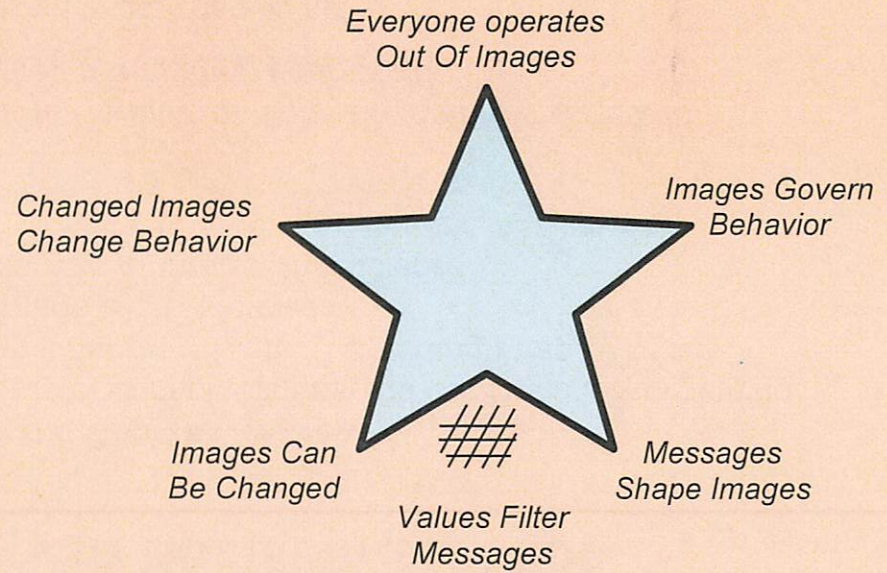 Everyone operates
Out Of Images
Changed Images
Change Behavior
Images Govern
Behavior
Images Can
Be Changed
Messages
Shape Images
Values Filter
Messages